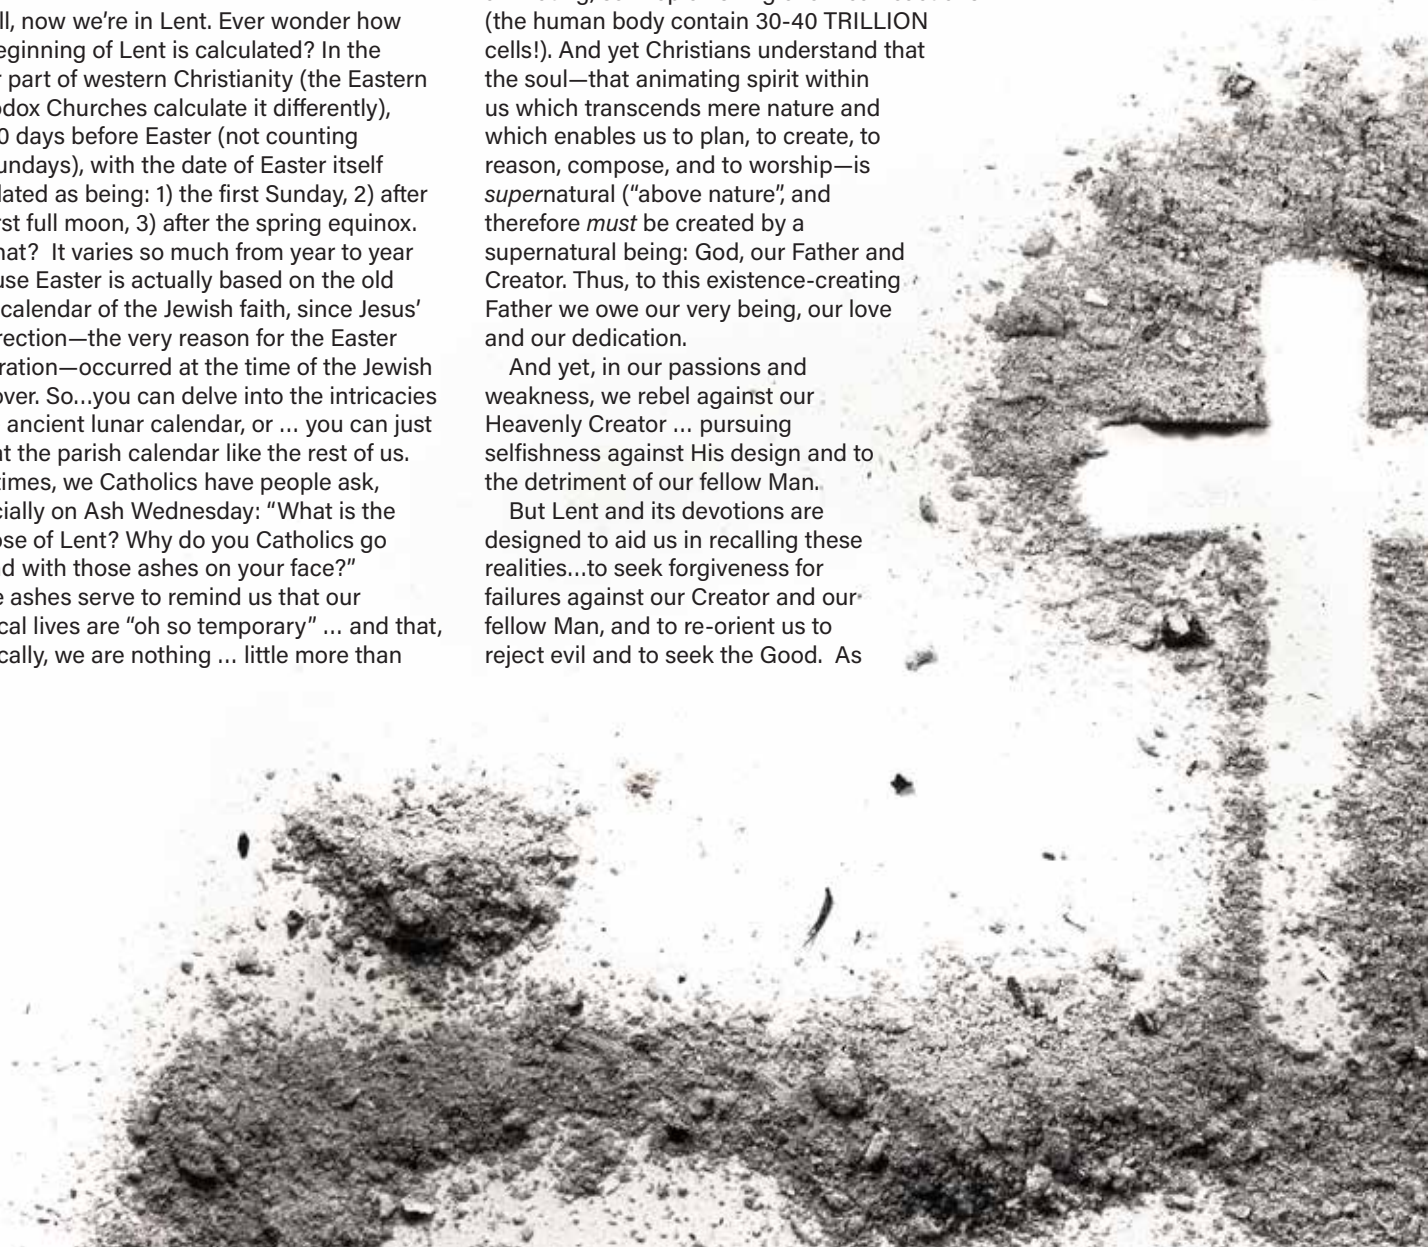 ll, now we're in Lent. Ever wonder how
eginning of Lent is calculated? In the
r part of western Christianity (the Eastern
odox Churches calculate it differently),
0 days before Easter (not counting
undays), with the date of Easter itself
lated as being: 1) the first Sunday, 2) after
rst full moon, 3) after the spring equinox.
hat?  It varies so much from year to year
use Easter is actually based on the old
calendar of the Jewish faith, since Jesus’
rection—the very reason for the Easter
ration—occurred at the time of the Jewish
over. So...you can delve into the intricacies
ancient lunar calendar, or ... you can just
at the parish calendar like the rest of us.
times, we Catholics have people ask,
cially on Ash Wednesday: “What is the
ose of Lent? Why do you Catholics go
d with those ashes on your face?”
e ashes serve to remind us that our
cal lives are “oh so temporary” ... and that,
cally, we are nothing ... little more than
(the human body contain 30-40 TRILLION
cells!). And yet Christians understand that
the soul—that animating spirit within
us which transcends mere nature and
which enables us to plan, to create, to
reason, compose, and to worship—is
supernatural (“above nature”, and
therefore must be created by a
supernatural being: God, our Father and
Creator. Thus, to this existence-creating
Father we owe our very being, our love
and our dedication.
And yet, in our passions and
weakness, we rebel against our
Heavenly Creator ... pursuing
selfishness against His design and to
the detriment of our fellow Man.
But Lent and its devotions are
designed to aid us in recalling these
realities...to seek forgiveness for
failures against our Creator and our
fellow Man, and to re-orient us to
reject evil and to seek the Good.  As